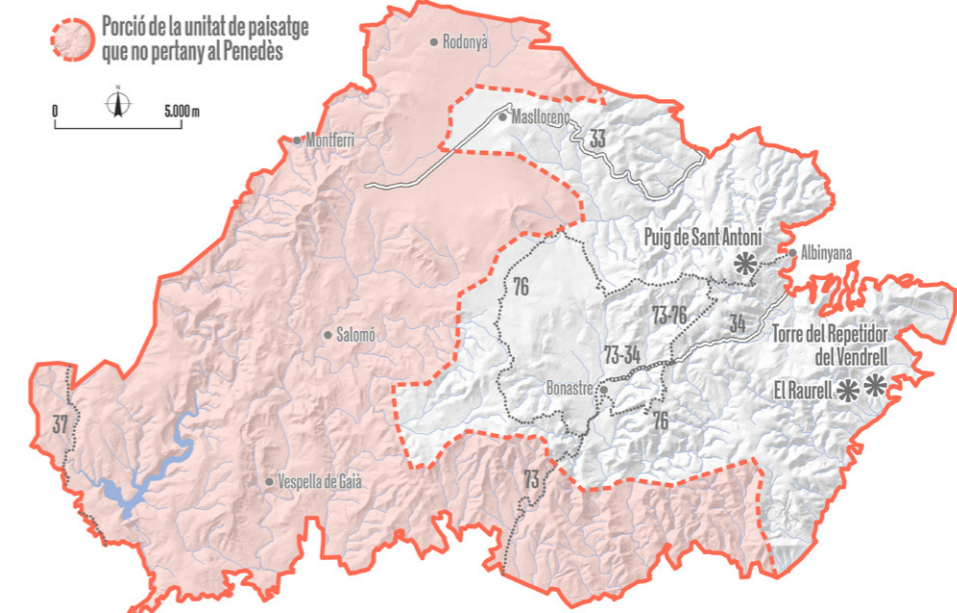 Porció de la unitat de paisatge
que no pertany al Penedès
N
0 5.000 m
Rodonyà
Masllorenç
Montferri
33
Puig de Sant Antoni
Albinyana
76
73-76
34
Salomó
73-34
Torre del Repetidor
del Vendrell
Bonastre
El Raurell
37
76
73
Vespella de Gaià